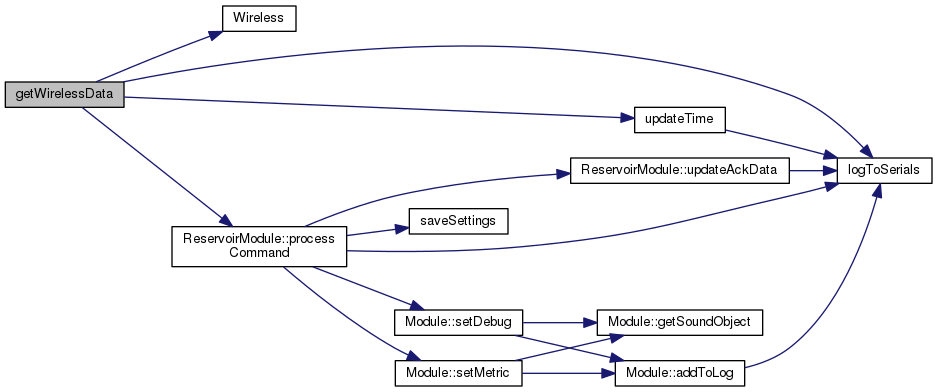 Wireless
getWirelessData
updateTime
ReservoirModule::updateAckData
logToSerials
saveSettings
ReservoirModule::process
Command
Module::setDebug
Module::getSoundObject
Module::setMetric
Module::addToLog